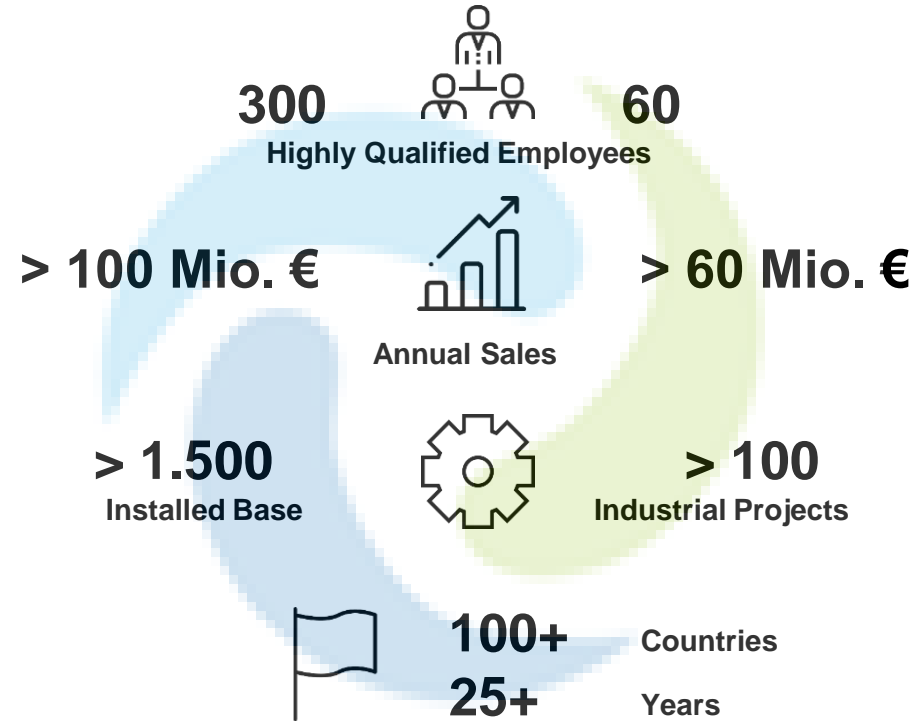 300 60
Highly Qualified Employees
> 100 Mio. € > 60 Mio. €
Annual Sales
> 1.500 > 100
Installed Base Industrial Projects
100+ Countries
25+ Years